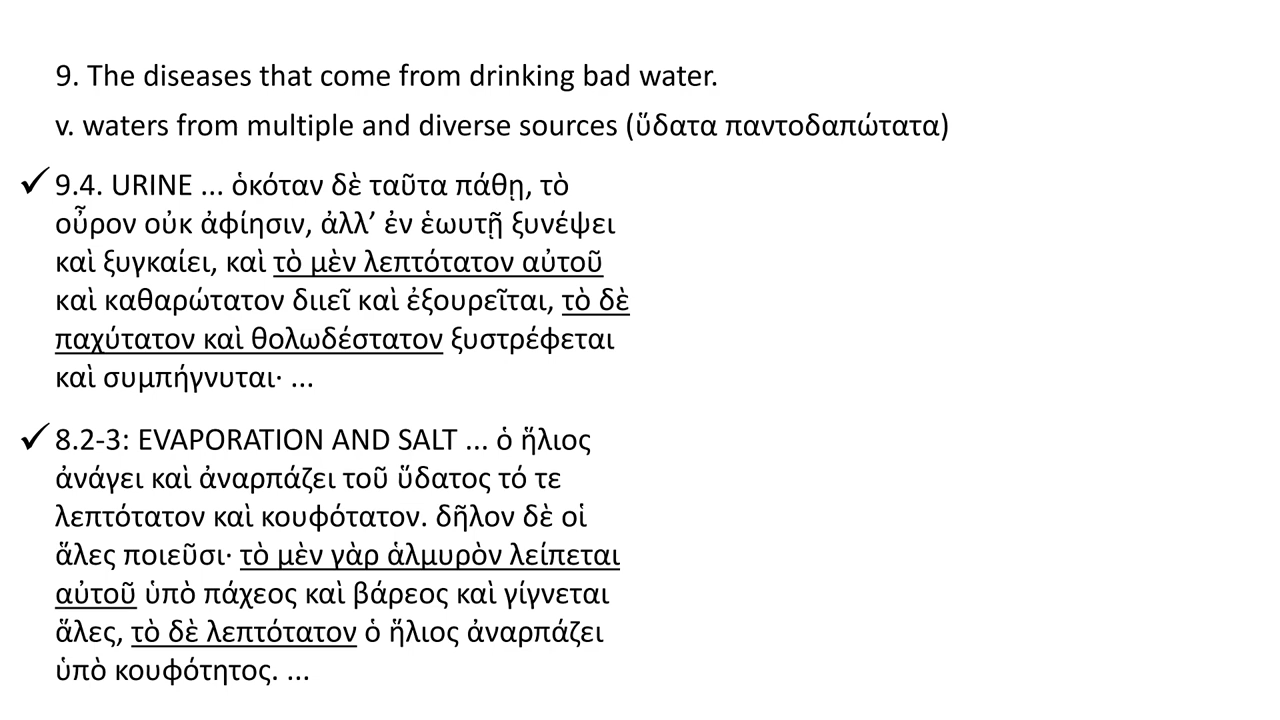 9. The diseases that come from drinking bad water.
v. waters from multiple and diverse sources (ὕδατα παντοδαπώτατα)
✓ 9.4. URINE ... ὁκόταν δὲ ταῦτα πάθῃ, τὸ
οὖρον οὐκ ἀφίησιν, ἀλλ’ ἐν ἑωυτῇ ξυνέψει
καὶ ξυγκαίει, καὶ τὸ μὲν λεπτότατον αὐτοῦ
καὶ καθαρώτατον διιεῖ καὶ ἐξουρεῖται, τὸ δὲ
παχύτατον καὶ θολωδέστατον ξυστρέφεται
καὶ συμπήγνυται· ...
✓ 8.2-3: EVAPORATION AND SALT ... ὁ ἥλιος
ἀνάγει καὶ ἀναρπάζει τοῦ ὕδατος τό τε
λεπτότατον καὶ κουφότατον. δῆλον δὲ οἱ
ἅλες ποιεῦσι· τὸ μὲν γὰρ ἁλμυρὸν λείπεται
αὐτοῦ ὑπὸ πάχεος καὶ βάρεος καὶ γίγνεται
ἅλες, τὸ δὲ λεπτότατον ὁ ἥλιος ἀναρπάζει
ὑπὸ κουφότητος. ...